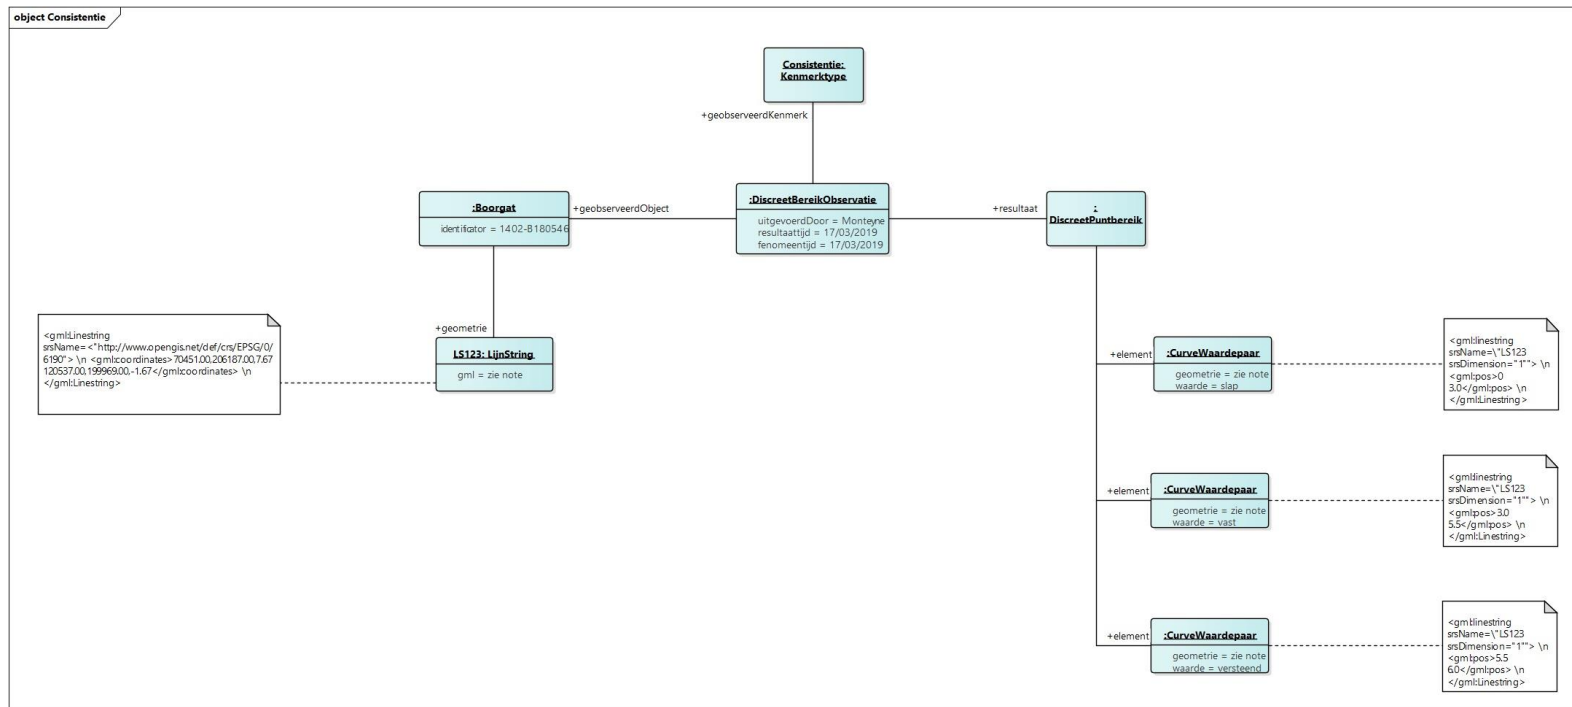 object Consistentie
Consistentie:
Kenmerktype
+geobserveerdKenmerk
:Boorgat
identificator = 1402-B180546
+geobserveerdObject
:DiscreetBereikObservatie
uitgevoerdDoor = Monteyne
resultaattijd = 17/03/2019
fenomeentijd = 17/03/2019
+resultaat
:
DiscreetPuntbereik
+geometrie
LS123: LijnString
gml = zie note
<gml:Linestring
srsName=<"http://www.opengis.net/def/crs/EPSG/0/
6190"> \n <gml:coordinates>70451.00,206187.00,7.67
120537.00,199969.00,-1.67</gml:coordinates> \n
</gml:Linestring>
+element
:CurveWaardepaar
geometrie = zie note
waarde = slap
<gml:linestring
srsName=\"LS123
srsDimension="1""> \n
<gml:pos>0
3.0</gml:pos> \n
</gml:Linestring>
+element
:CurveWaardepaar
geometrie = zie note
waarde = vast
<gml:linestring
srsName=\"LS123
srsDimension="1""> \n
<gml:pos>3.0
5.5</gml:pos> \n
</gml:Linestring>
+element
:CurveWaardepaar
geometrie = zie note
waarde = versteend
<gml:linestring
srsName=\"LS123
srsDimension="1""> \n
<gml:pos>5.5
6.0</gml:pos> \n
</gml:Linestring>